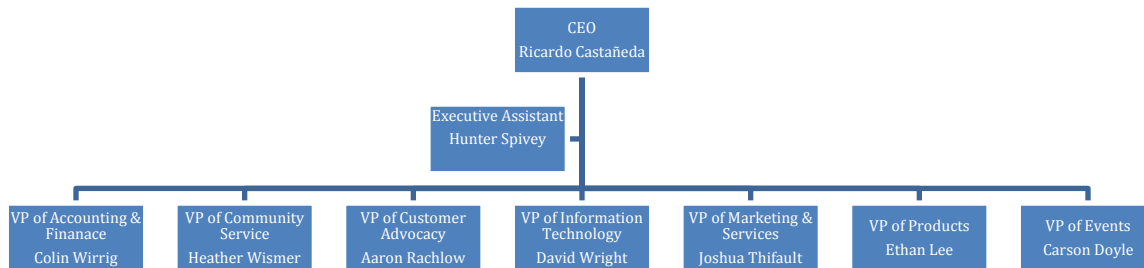 CEO
Ricardo Castañeda
Executive Assistant
Hunter Spivey
VP of Accounting &
Finanace
Colin Wirrig
VP of Community
Service
Heather Wismer
VP of Customer
Advocacy
Aaron Rachlow
VP of Information
Technology
David Wright
VP of Marketing &
Services
Joshua Thifault
VP of Products
Ethan Lee
VP of Events
Carson Doyle